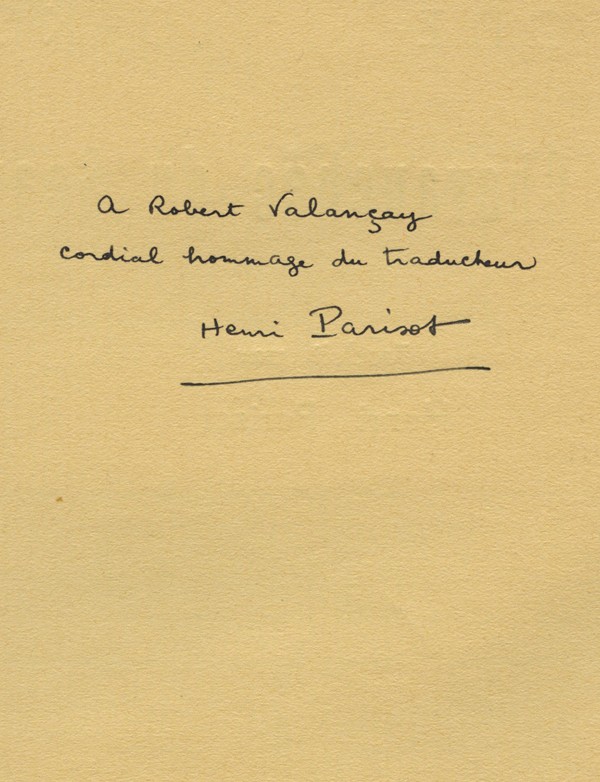 A Robert Valançay
cordial hommage du traducteur
Henri Parisot